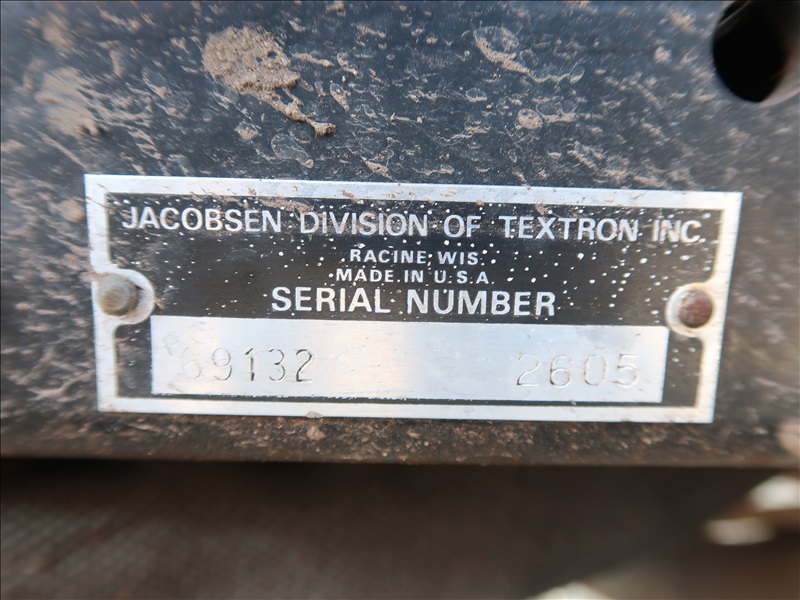 JACOBSEN DIVISION OF TEXTRON INC.
RACINE, WIS.
MADE IN U.S.A.
SERIAL NUMBER
69132 2605